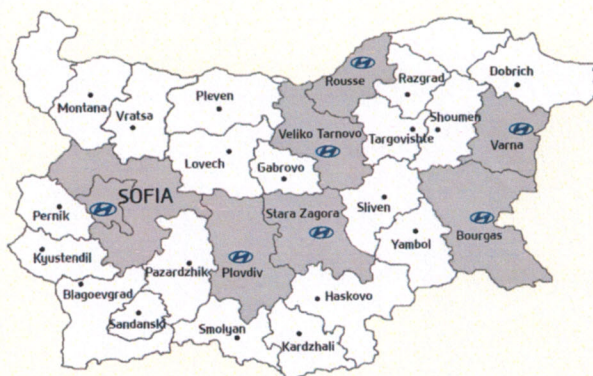 Rousse
Razgrad
Dobrich
Montana
Vratsa
Pleven
Shoumen
Veliko Tarnovo
Targovishte
Varna
Lovech
Gabrovo
SOFIA
Pernik
Stara Zagora
Sliven
Yambol
Bourgas
Kyustendil
Pazardzhik
Plovdiv
Blagoevgrad
Haskovo
Sandanski
Smolyan
Kardzhali